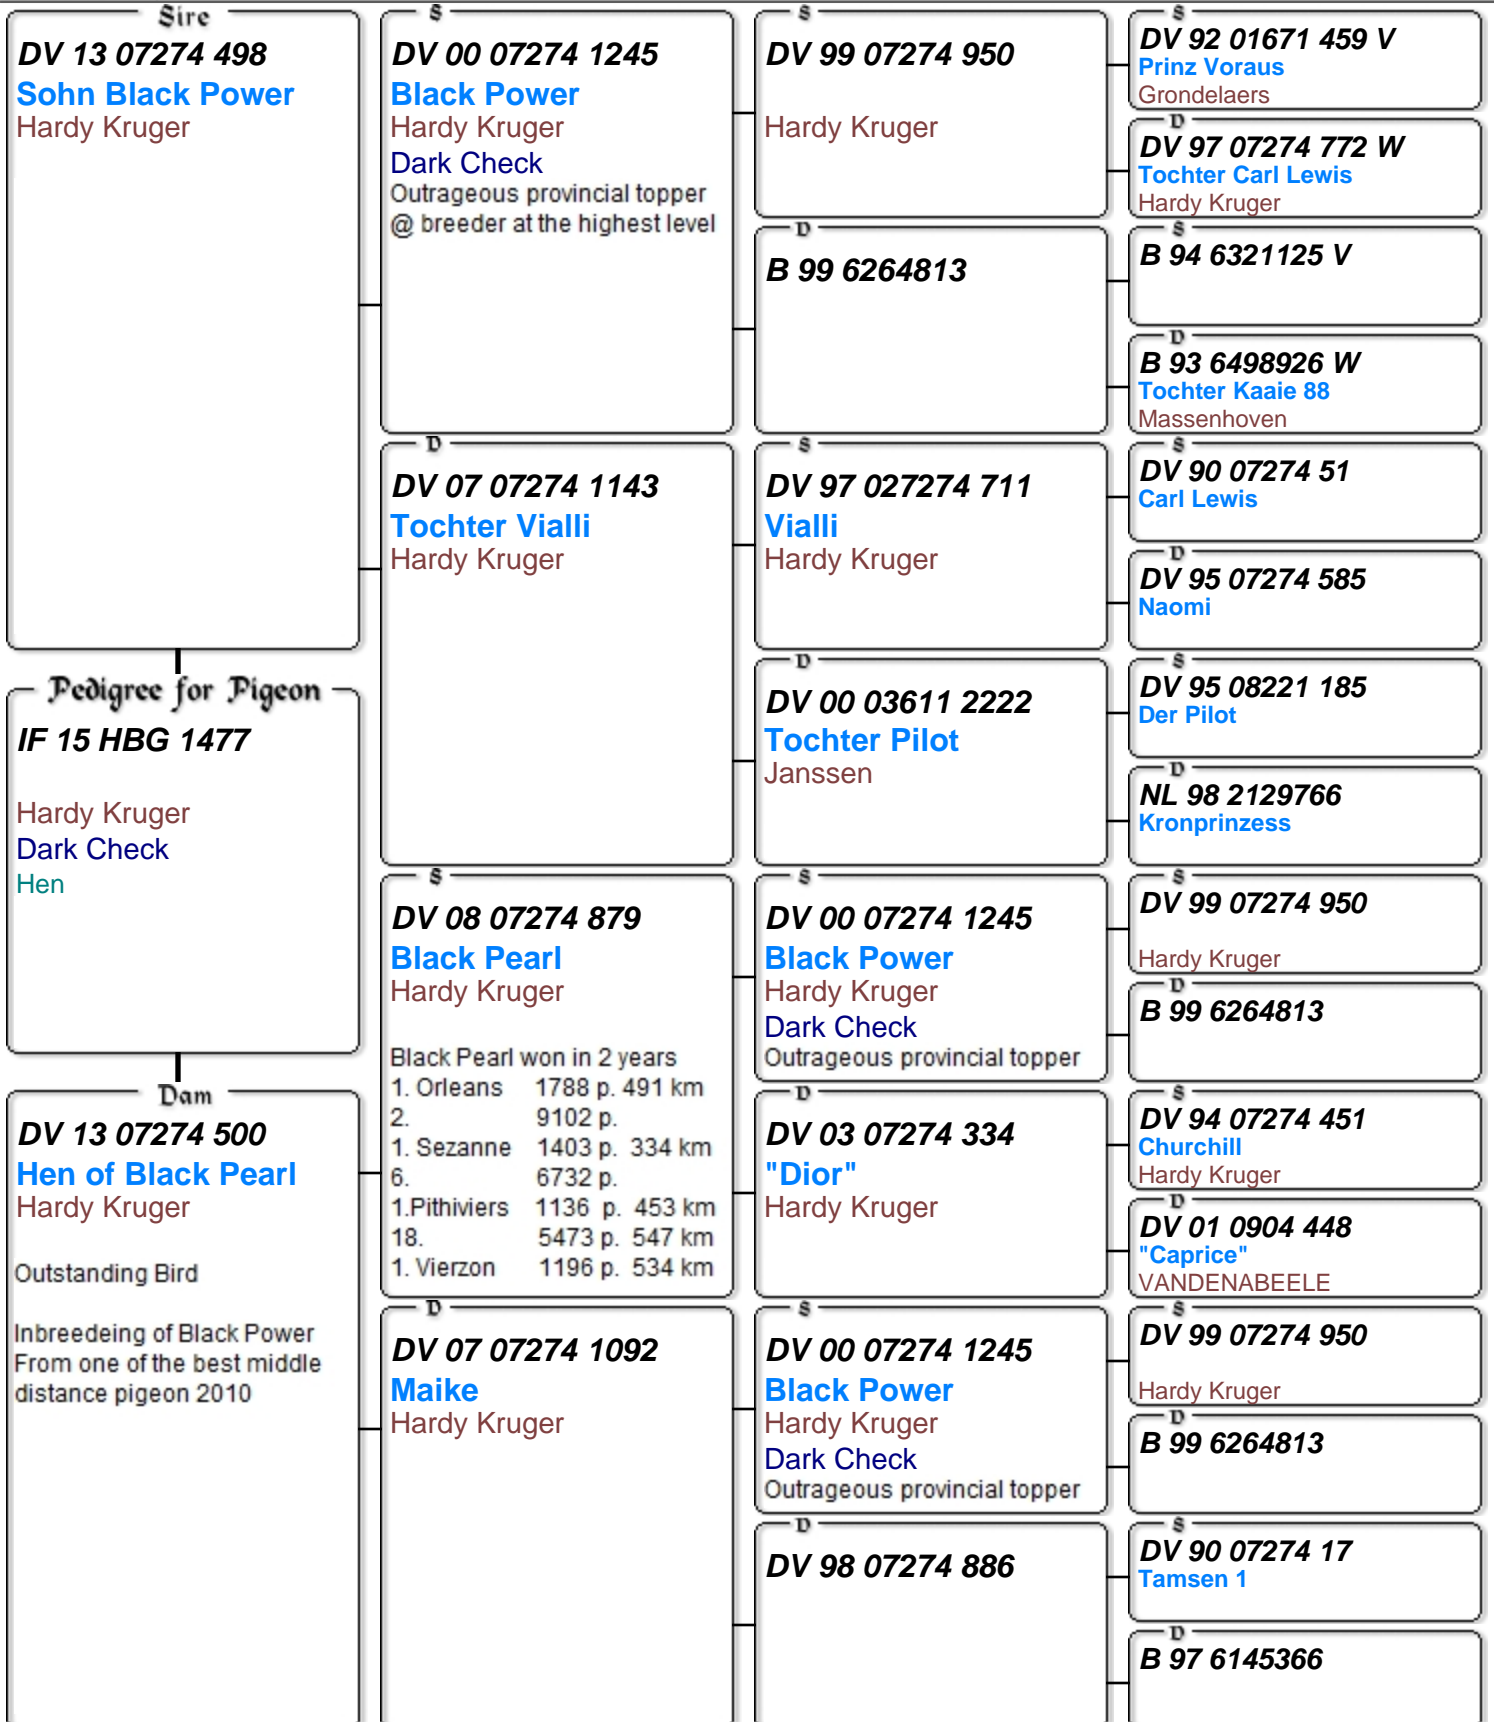 Sire
DV 13 07274 498
Sohn Black Power
Hardy Kruger
Pedigree for Pigeon
IF 15 HBG 1477
Hardy Kruger
Dark Check
Hen
Dam
DV 13 07274 500
Hen of Black Pearl
Hardy Kruger
Outstanding Bird
Inbreedeing of Black Power
From one of the best middle
distance pigeon 2010
S
DV 00 07274 1245
Black Power
Hardy Kruger
Dark Check
Outrageous provincial topper
@ breeder at the highest level
D
DV 07 07274 1143
Tochter Vialli
Hardy Kruger
S
DV 08 07274 879
Black Pearl
Hardy Kruger
Black Pearl won in 2 years
1. Orleans 1788 p. 491 km
2. 9102 p.
1. Sezanne 1403 p. 334 km
6. 6732 p.
1.Pithiviers 1136 p. 453 km
18. 5473 p. 547 km
1. Vierzon 1196 p. 534 km
D
DV 07 07274 1092
Maike
Hardy Kruger
S
DV 99 07274 950
Hardy Kruger
D
B 99 6264813
S
DV 97 027274 711
Vialli
Hardy Kruger
D
DV 00 03611 2222
Tochter Pilot
Janssen
S
DV 00 07274 1245
Black Power
Hardy Kruger
Dark Check
Outrageous provincial topper
D
DV 03 07274 334
"Dior"
Hardy Kruger
S
DV 00 07274 1245
Black Power
Hardy Kruger
Dark Check
Outrageous provincial topper
D
DV 98 07274 886
S
DV 92 01671 459 V
Prinz Voraus
Grondelaers
D
DV 97 07274 772 W
Tochter Carl Lewis
Hardy Kruger
S
B 94 6321125 V
D
B 93 6498926 W
Tochter Kaaie 88
Massenhoven
S
DV 90 07274 51
Carl Lewis
D
DV 95 07274 585
Naomi
S
DV 95 08221 185
Der Pilot
D
NL 98 2129766
Kronprinzess
S
DV 99 07274 950
Hardy Kruger
D
B 99 6264813
S
DV 94 07274 451
Churchill
Hardy Kruger
D
DV 01 0904 448
"Caprice"
VANDENABEELE
S
DV 99 07274 950
Hardy Kruger
D
B 99 6264813
S
DV 90 07274 17
Tamsen 1
D
B 97 6145366